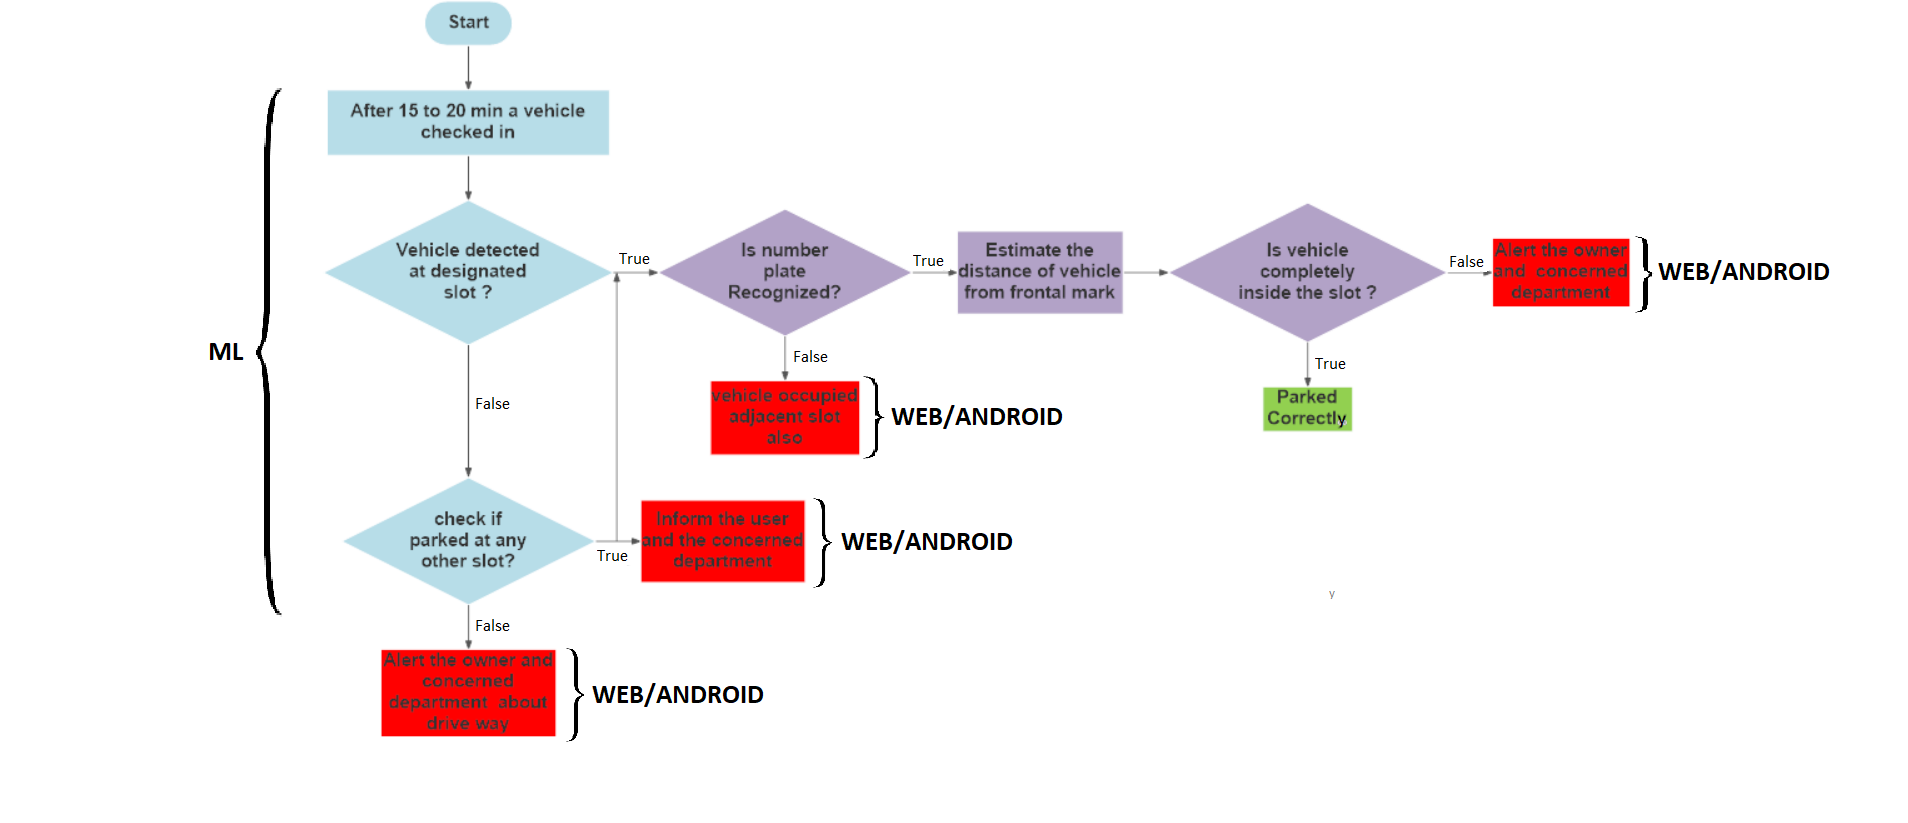 Start
After 15 to 20 min a vehicle
checked in
ML
Vehicle detected
at designated
slot ?
True
Is number
plate
Recognized?
True
Estimate the
distance of vehicle
from frontal mark
Is vehicle
completely
inside the slot ?
False
Alert the owner
and concerned
department
WEB/ANDROID
False
vehicle occupied
adjacent slot
also
WEB/ANDROID
True
Parked
Correctly
False
check if
parked at any
other slot?
True
Inform the user
and the concerned
department
WEB/ANDROID
y
False
Alert the owner and
concerned
department about
drive way
WEB/ANDROID